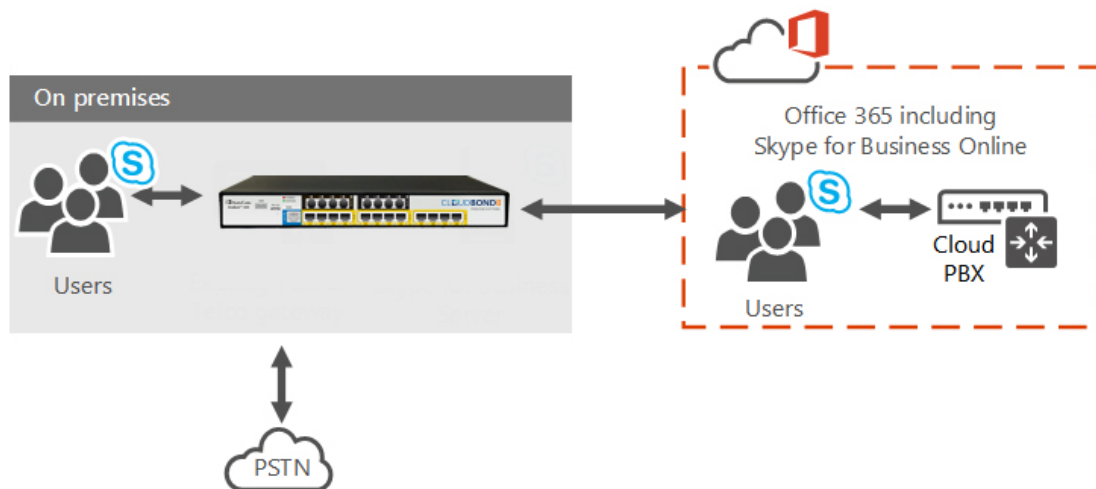 On premises
Users
CLOUDBOND
PSTN
Office 365 including
Skype for Business Online
Users
Cloud
PBX